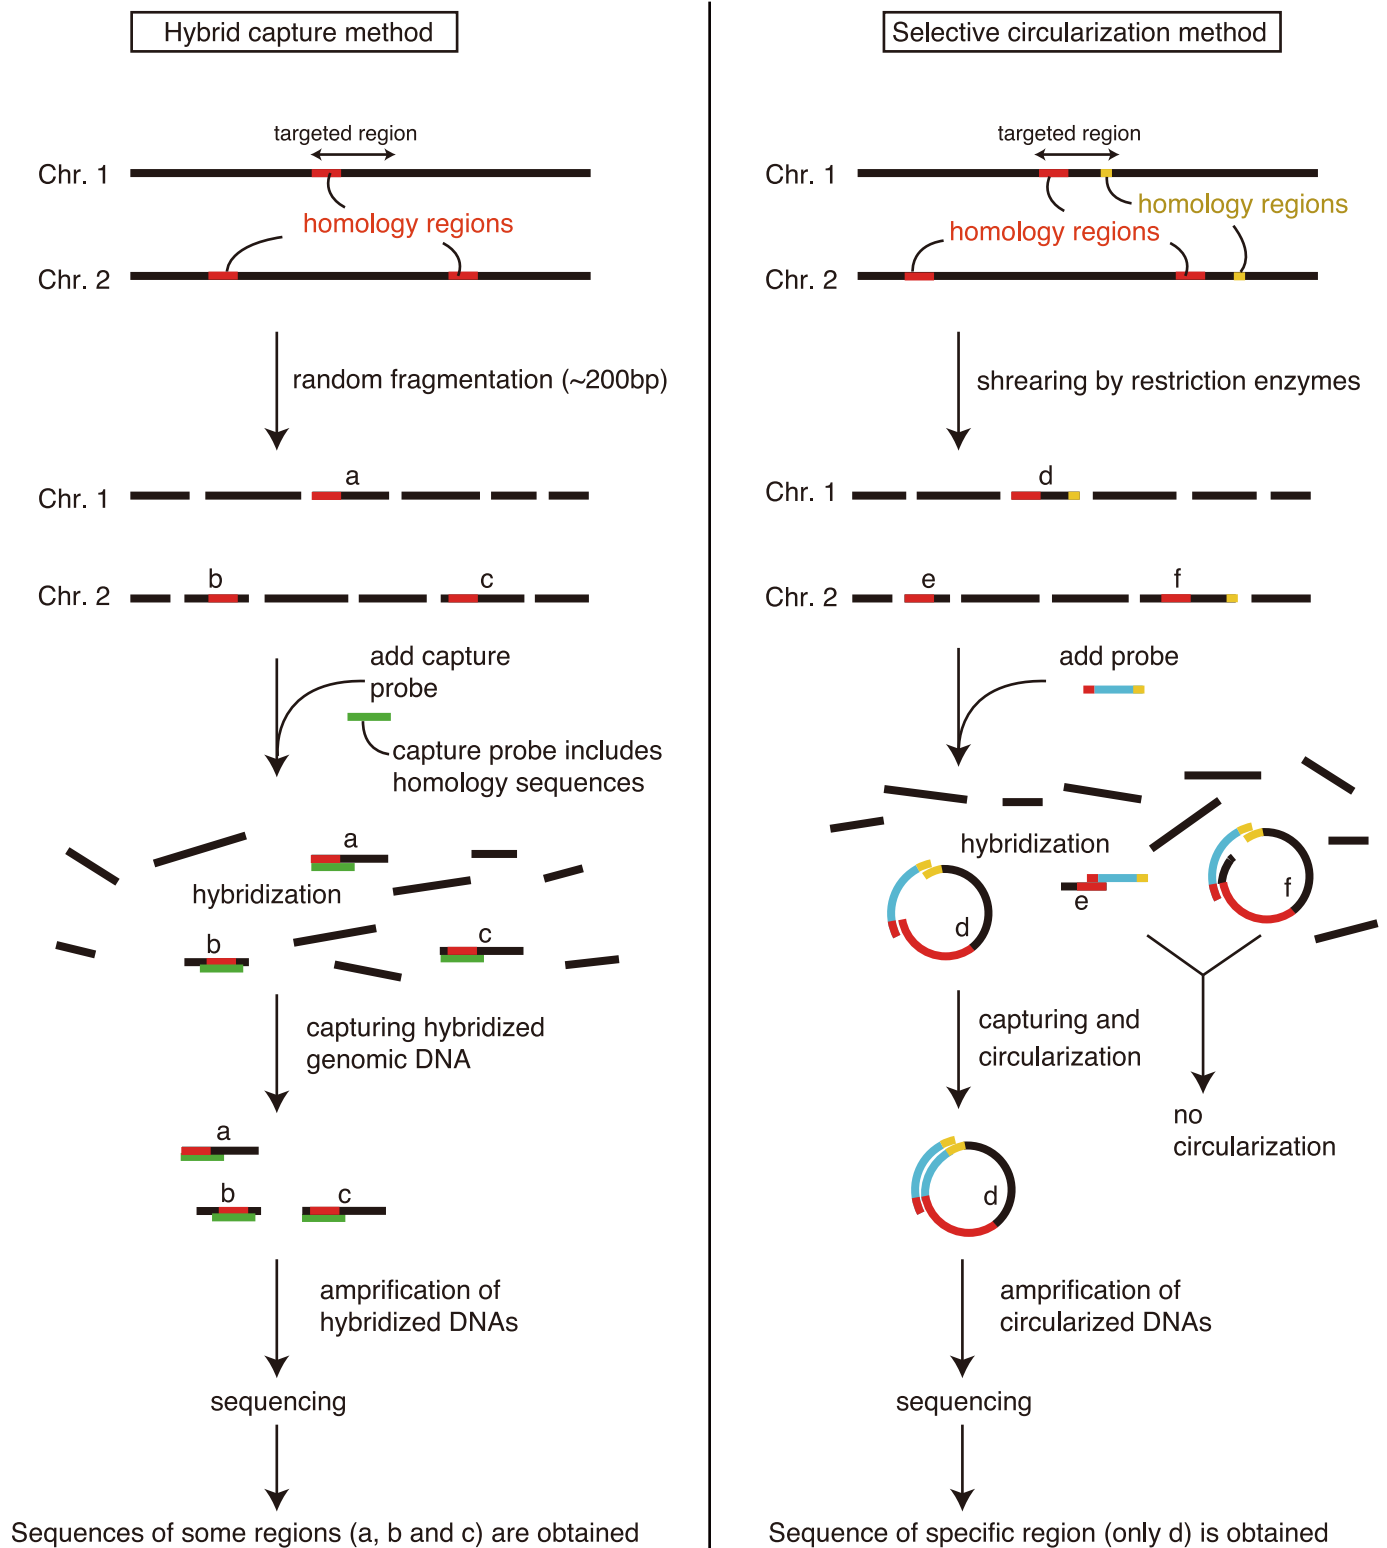 Hybrid capture method
targeted region
Chr. 1
homology regions
Chr. 2
random fragmentation (~200bp)
a
Chr. 1
b
c
Chr. 2
add capture
probe
capture probe includes
homology sequences
a
hybridization
b
c
capturing hybridized
genomic DNA
a
b
c
amprification of
hybridized DNAs
sequencing
Sequences of some regions (a, b and c) are obtained
Selective circularization method
targeted region
Chr. 1
homology regions
homology regions
Chr. 2
shrearing by restriction enzymes
d
Chr. 1
e
f
Chr. 2
add probe
hybridization
d
e
f
capturing and
circularization
no
circularization
d
amprification of
circularized DNAs
sequencing
Sequence of specific region (only d) is obtained